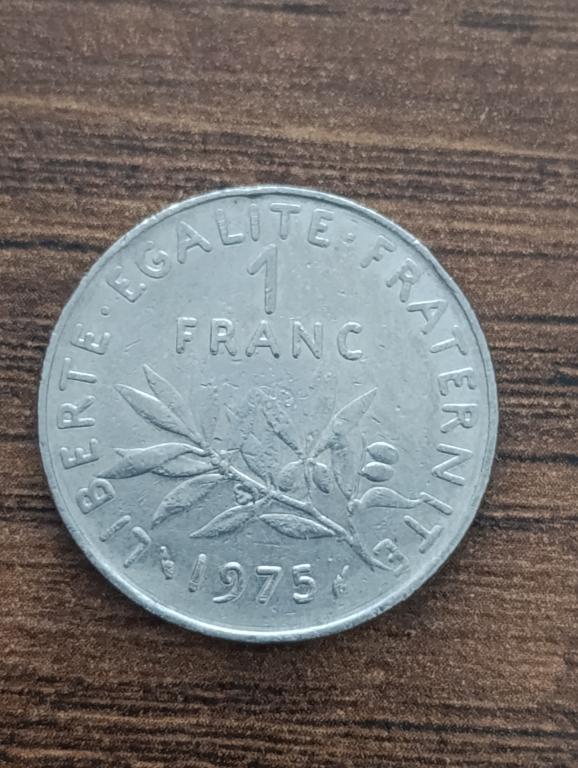 LIBERTE · EGALITE · FRATERNITE
1
FRANC
1975